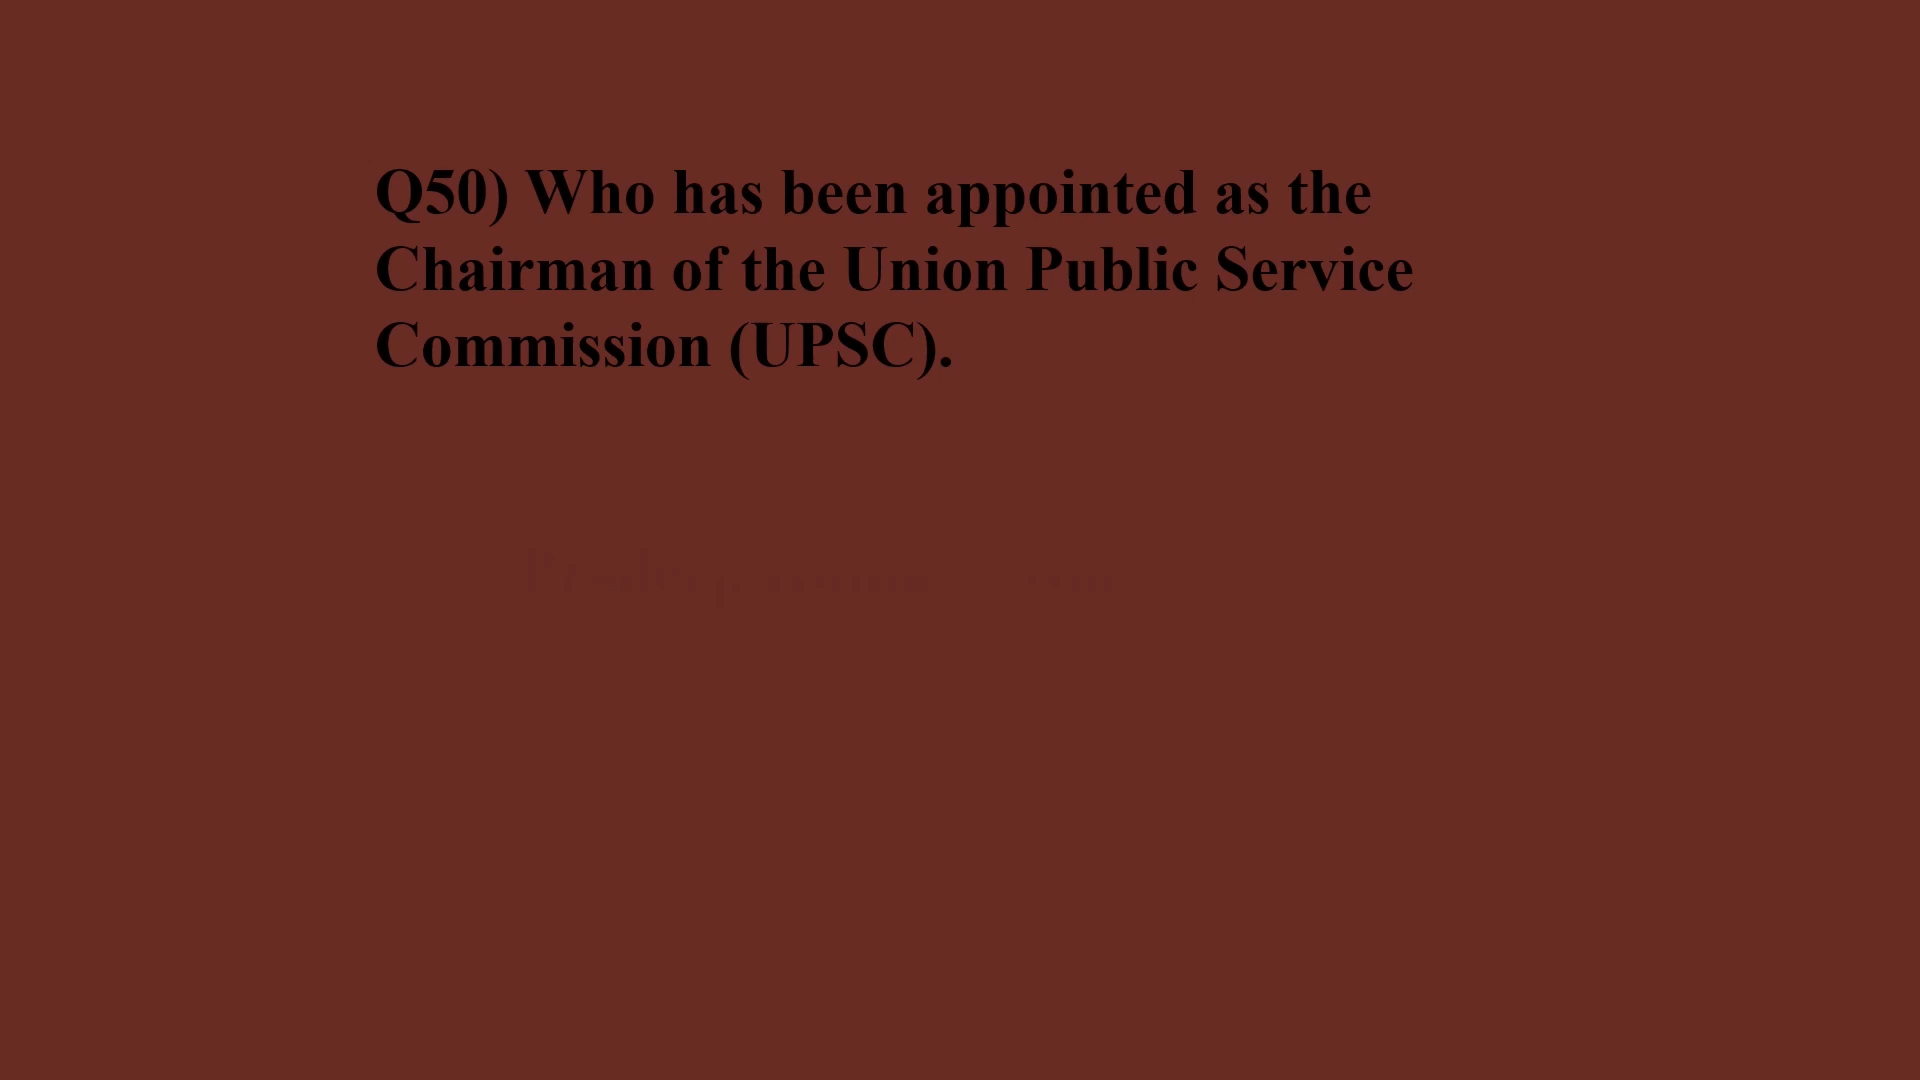 Q50) Who has been appointed as the
Chairman of the Union Public Service
Commission (UPSC).